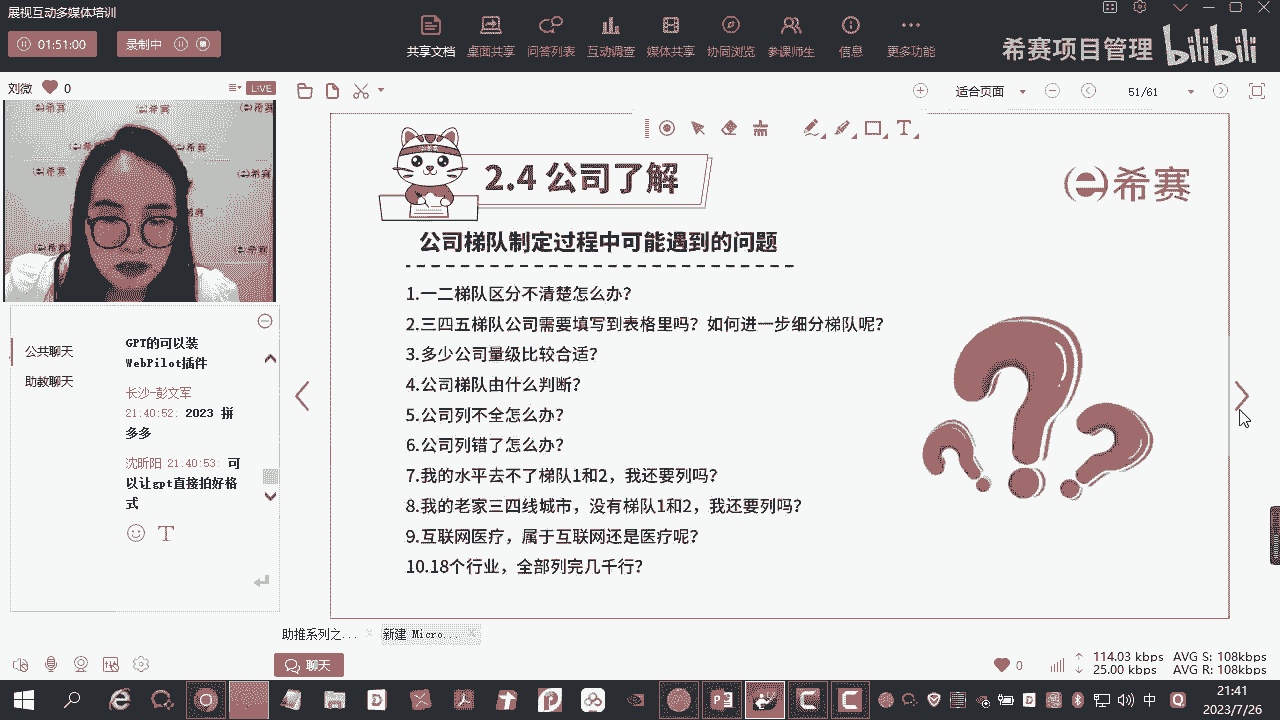 展视互动多媒体培训
01:51:00
录制中
共享文档
桌面共享
问答列表
互动调查
媒体共享
协同浏览
参课师生
信息
更多功能
希赛项目管理 bilibili
刘微 0
LIVE
适合页面
51/61
希赛
2.4 公司了解
公司梯队制定过程中可能遇到的问题
1.一二梯队区分不清楚怎么办？
2.三四五梯队公司需要填写到表格里吗？如何进一步细分梯队呢？
3.多少公司量级比较合适？
4.公司梯队由什么判断？
5.公司列不全怎么办？
6.公司列错了怎么办？
7.我的水平去不了梯队1和2，我还要列吗？
8.我的老家三四线城市，没有梯队1和2，我还要列吗？
9.互联网医疗，属于互联网还是医疗呢？
10.18个行业，全部列完几千行？
公共聊天
助教聊天
GPT的可以装
WebPilot插件
长沙-彭文军
21:40:52: 2023 拼
多多
沈昕阳 21:40:53: 可
以让gpt直接拍好格
式
助推系列之...
新建 Micro...
聊天
0
114.03 kbps AVG S: 108kbps
25.00 kbps AVG R: 108kbps
中
21:41
2023/7/26